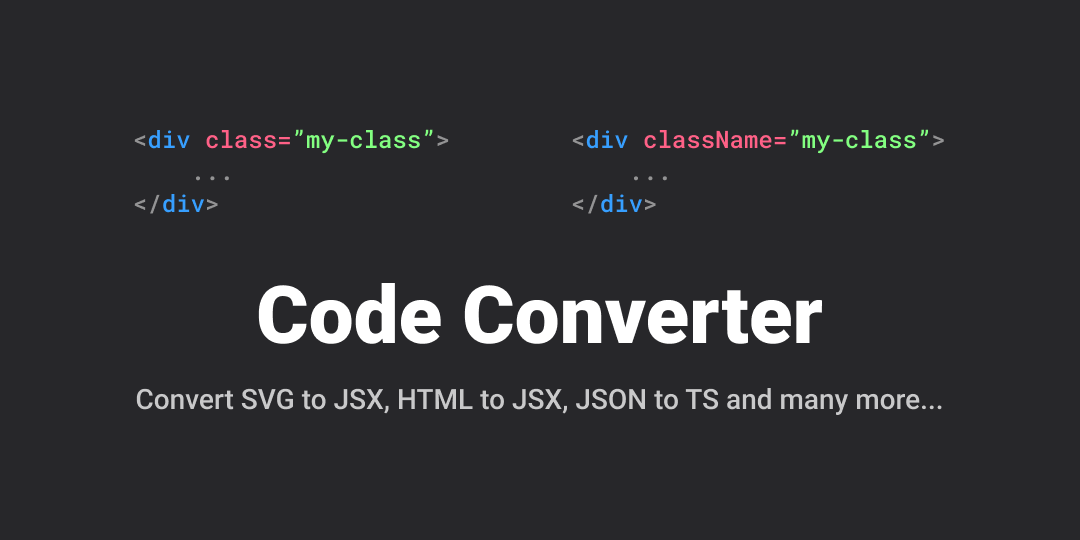 <div class=”my-class”>
...
</div>
<div className=”my-class”>
...
</div>
Code Converter
Convert SVG to JSX, HTML to JSX, JSON to TS and many more...